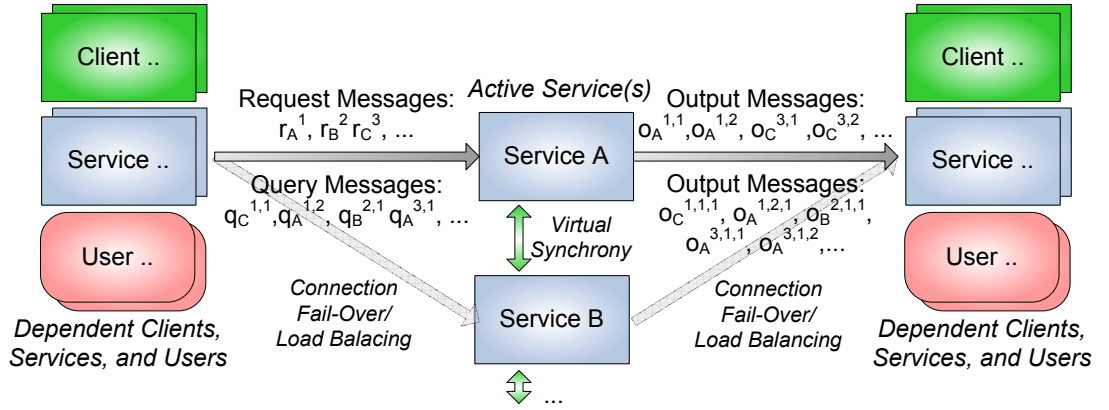 Client ..
Service ..
User ..
Dependent Clients,
Services, and Users
Request Messages:
r_A^1, r_B^2 r_C^3, ...
Query Messages:
q_C^1,1,q_A^1,2, q_B^2,1 q_A^3,1, ...
Connection
Fail-Over/
Load Balacing
Active Service(s)
Service A
Virtual
Synchrony
Service B
...
Output Messages:
o_A^1,1,o_A^1,2, o_C^3,1 ,o_C^3,2, ...
Output Messages:
o_C^1,1,1, o_A^1,2,1, o_B^2,1,1,
o_A^3,1,1, o_A^3,1,2,...
Connection
Fail-Over/
Load Balancing
Client ..
Service ..
User ..
Dependent Clients,
Services, and Users